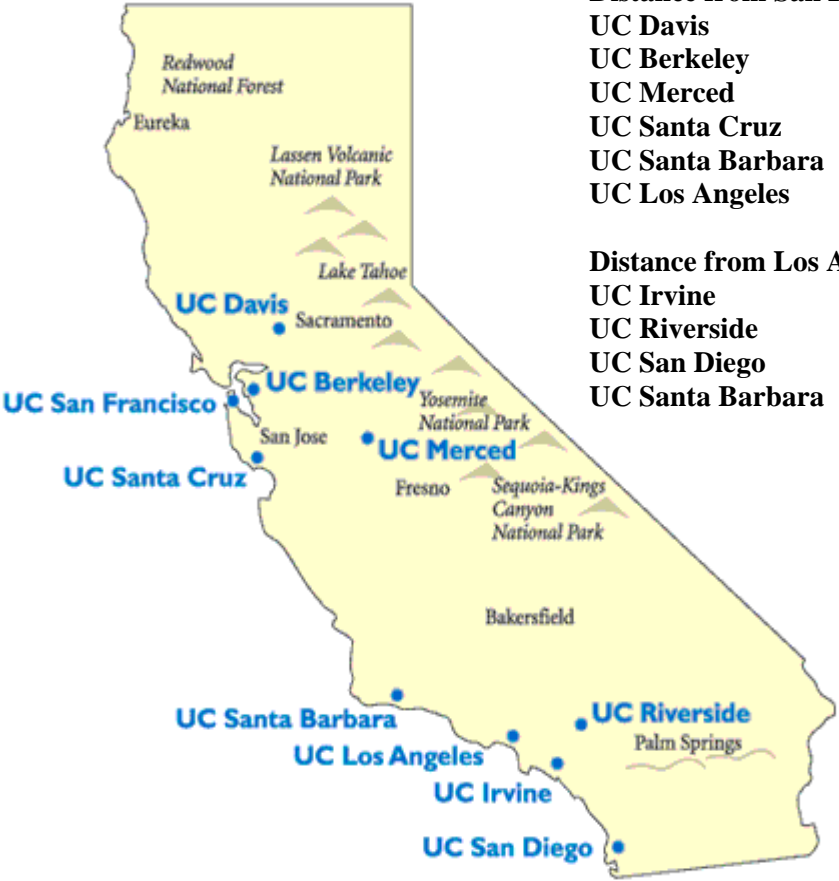 Redwood
National Forest
Eureka
Lassen Volcanic
National Park
Lake Tahoe
UC Davis
Sacramento
UC Berkeley
UC San Francisco
Yosemite
National Park
San Jose
UC Merced
UC Santa Cruz
Fresno
Sequoia-Kings
Canyon
National Park
Bakersfield
UC Santa Barbara
UC Riverside
UC Los Angeles
Palm Springs
UC Irvine
UC San Diego
UC Davis
UC Berkeley
UC Merced
UC Santa Cruz
UC Santa Barbara
UC Los Angeles
Distance from Los
UC Irvine
UC Riverside
UC San Diego
UC Santa Barbara